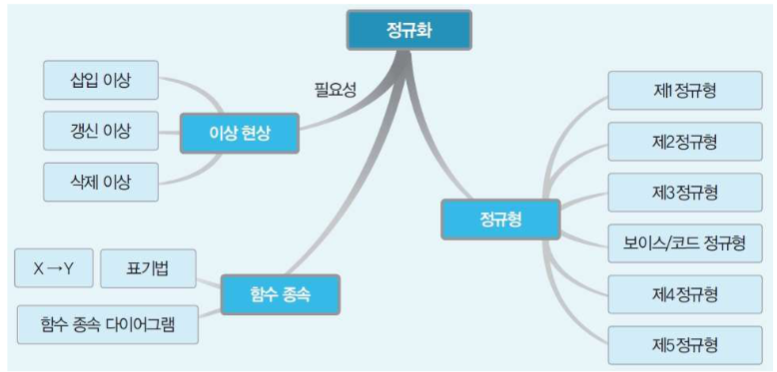 정규화
필요성
이상 현상
삽입 이상
갱신 이상
삭제 이상
함수 종속
X→Y
표기법
함수 종속 다이어그램
정규형
제1정규형
제2정규형
제3정규형
보이스/코드 정규형
제4정규형
제5정규형